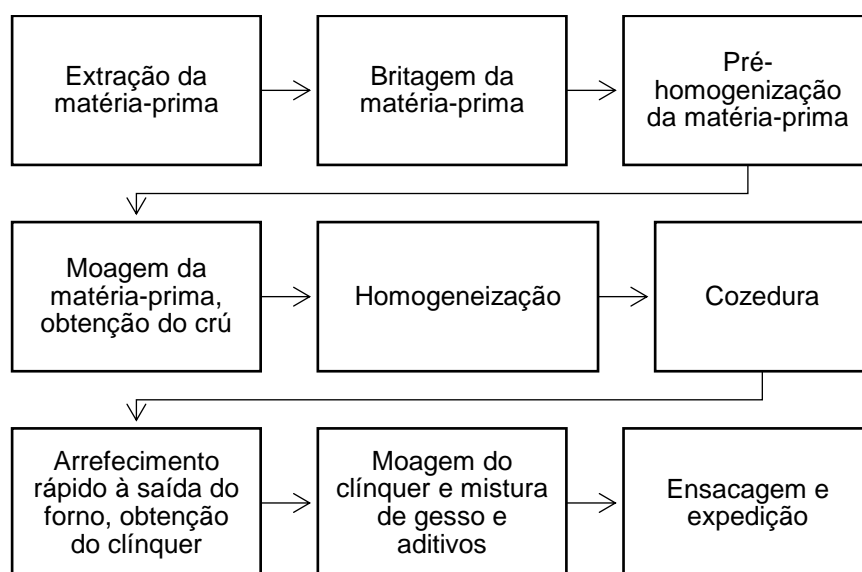 Extração da
matéria-prima
Britagem da
matéria-prima
Pré-
homogenização
da matéria-prima
Moagem da
matéria-prima,
obtenção do crú
Homogeneização
Cozedura
Arrefecimento
rápido à saída do
forno, obtenção
do clínquer
Moagem do
clínquer e mistura
de gesso e
aditivos
Ensacagem e
expedição